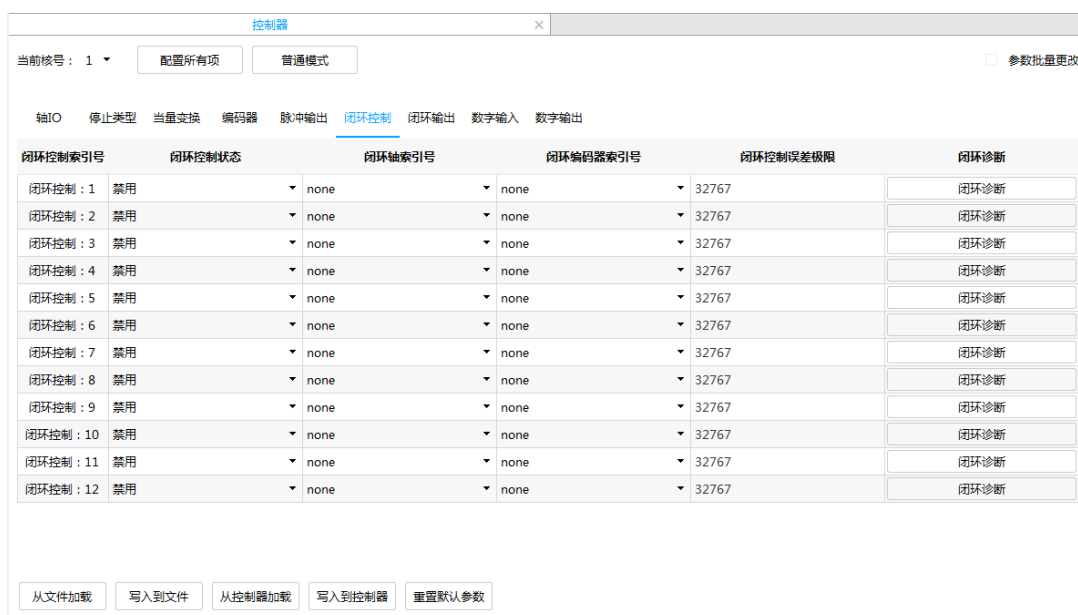 控制器 ×
当前核号： 1 配置所有项 普通模式 参数批量更改
轴IO 停止类型 当量变换 编码器 脉冲输出 闭环控制 闭环输出 数字输入 数字输出
闭环控制索引号 闭环控制状态 闭环轴索引号 闭环编码器索引号 闭环控制误差极限 闭环诊断
闭环控制：1 禁用 none none 32767 闭环诊断
闭环控制：2 禁用 none none 32767 闭环诊断
闭环控制：3 禁用 none none 32767 闭环诊断
闭环控制：4 禁用 none none 32767 闭环诊断
闭环控制：5 禁用 none none 32767 闭环诊断
闭环控制：6 禁用 none none 32767 闭环诊断
闭环控制：7 禁用 none none 32767 闭环诊断
闭环控制：8 禁用 none none 32767 闭环诊断
闭环控制：9 禁用 none none 32767 闭环诊断
闭环控制：10 禁用 none none 32767 闭环诊断
闭环控制：11 禁用 none none 32767 闭环诊断
闭环控制：12 禁用 none none 32767 闭环诊断
从文件加载 写入到文件 从控制器加载 写入到控制器 重置默认参数